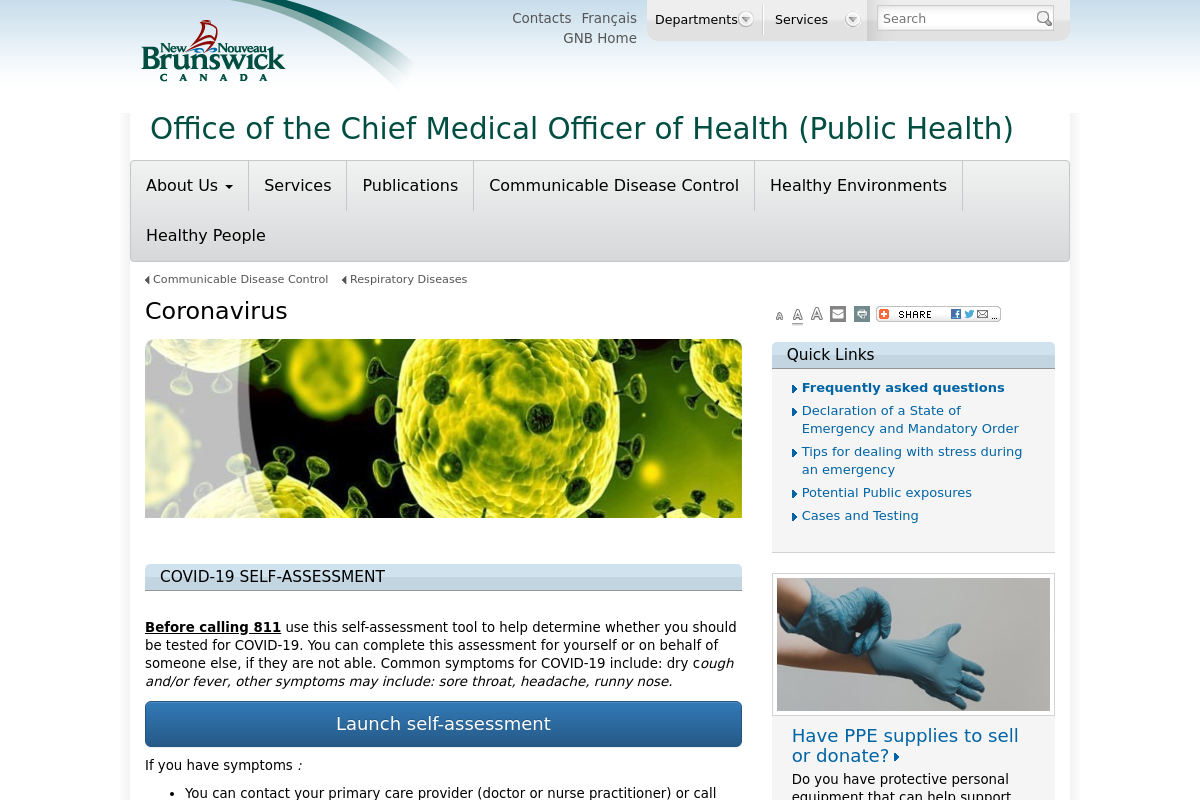 Contacts Français
GNB Home
Departments
Services
Search
New Nouveau
Brunswick
CANADA
Office of the Chief Medical Officer of Health (Public Health)
About Us
Services
Publications
Communicable Disease Control
Healthy Environments
Healthy People
Communicable Disease Control
Respiratory Diseases
Coronavirus
A A A
SHARE ...
COVID-19 SELF-ASSESSMENT
Before calling 811 use this self-assessment tool to help determine whether you should
be tested for COVID-19. You can complete this assessment for yourself or on behalf of
someone else, if they are not able. Common symptoms for COVID-19 include: dry cough
and/or fever, other symptoms may include: sore throat, headache, runny nose.
Launch self-assessment
If you have symptoms :
• You can contact your primary care provider (doctor or nurse practitioner) or call
Quick Links
Frequently asked questions
Declaration of a State of
Emergency and Mandatory Order
Tips for dealing with stress during
an emergency
Potential Public exposures
Cases and Testing
Have PPE supplies to sell
or donate?
Do you have protective personal
equipment that can help support